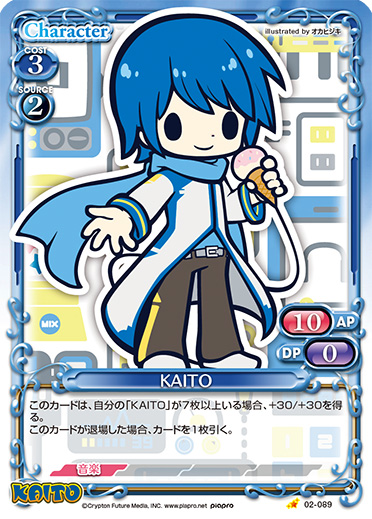 Character
illustrated by オカヒジキ
COST
3
SOURCE
2
MIX
10 AP
DP 0
KAITO
このカードは、自分の「KAITO」が7枚以上いる場合、+30/+30を得
る。
このカードが退場した場合、カードを1枚引く。
音楽
KAITO
©Crypton Future Media, INC. www.piapro.net piapro
02-089